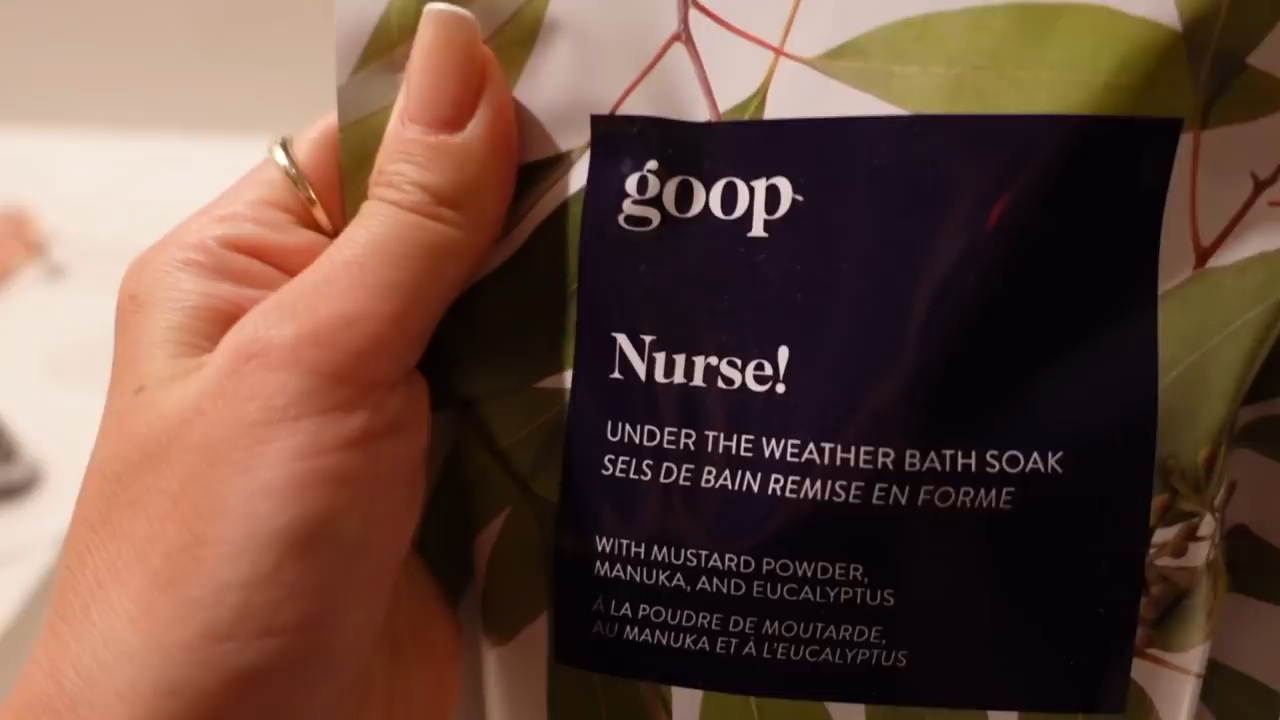 goop
Nurse!
UNDER THE WEATHER BATH SOAK
SELS DE BAIN REMISE EN FORME
WITH MUSTARD POWDER,
MANUKA, AND EUCALYPTUS
À LA POUDRE DE MOUTARDE,
AU MANUKA ET À L'EUCALYPTUS